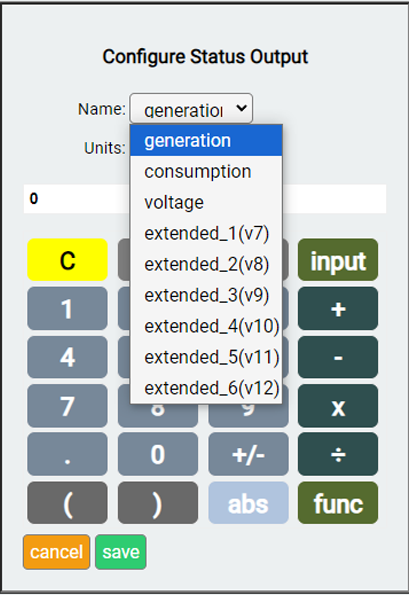 Configure Status Output
Name: generation
Units: generation
consumption
voltage
0
extended_1(v7)
extended_2(v8)
C input
extended_3(v9)
1 +
extended_4(v10)
4 extended_5(v11) -
extended_6(v12)
7 8 9 x
. 0 +/- ÷
( ) abs func
cancel save